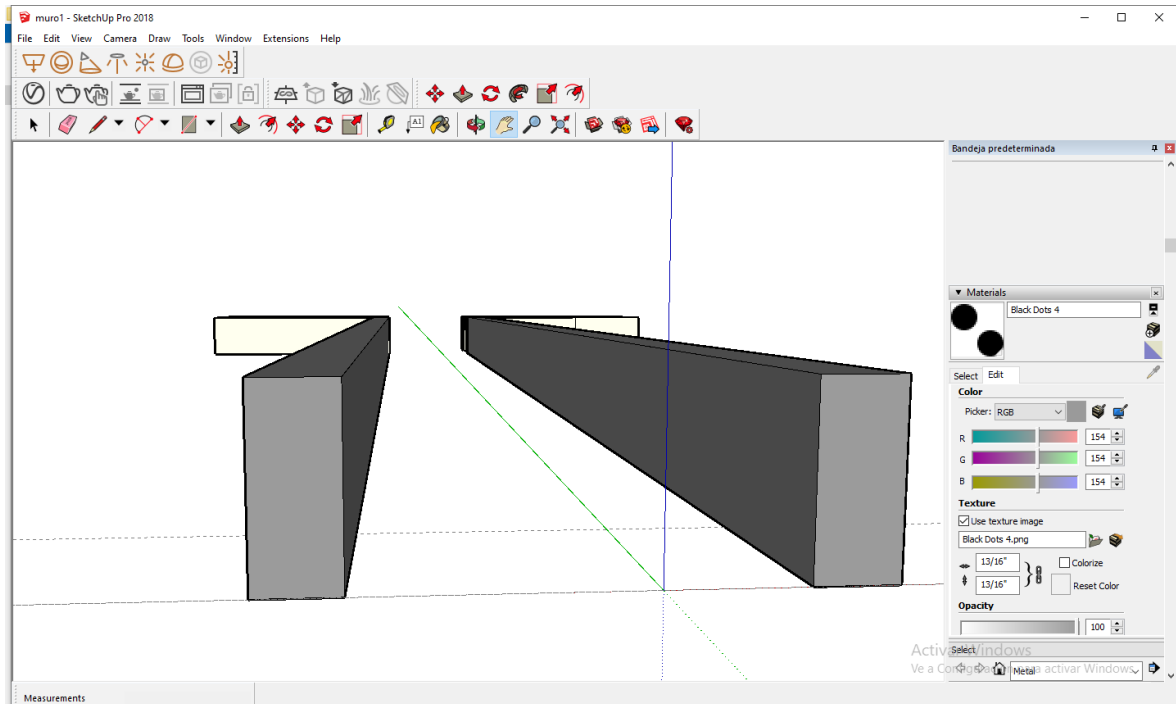 muro1 - SketchUp Pro 2018
File Edit View Camera Draw Tools Window Extensions Help
A1
Bandeja predeterminada
Materials
Black Dots 4
Select Edit
Color
Picker: RGB
R 154
G 154
B 154
Texture
Use texture image
Black Dots 4.png
13/16" Colorize
13/16" Reset Color
Opacity
100
Activar Windows
Select
Ve a Configuración para activar Windows.
Metal
Measurements